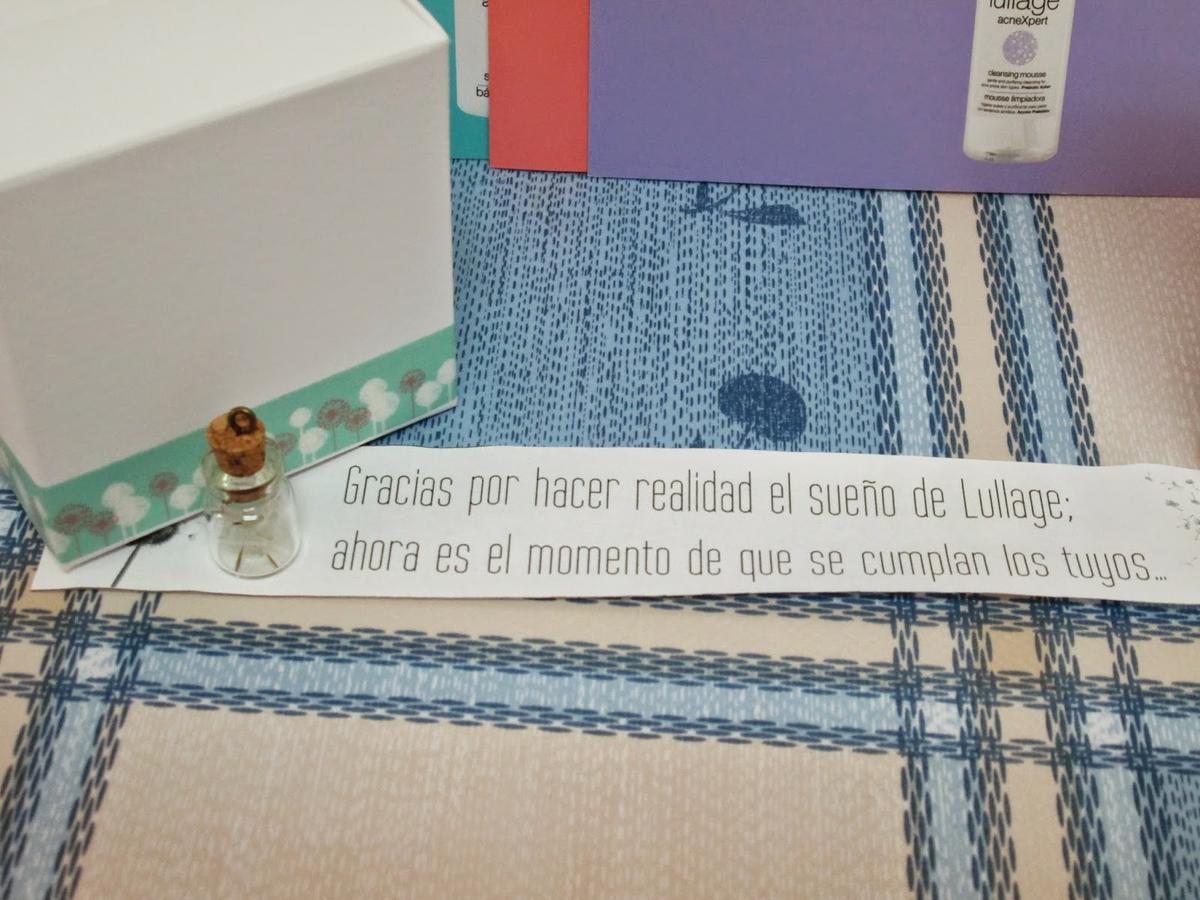 lullage
acneXpert
cleansing mousse
mousse limpiadora
Gracias por hacer realidad el sueño de Lullage;
ahora es el momento de que se cumplan los tuyos...